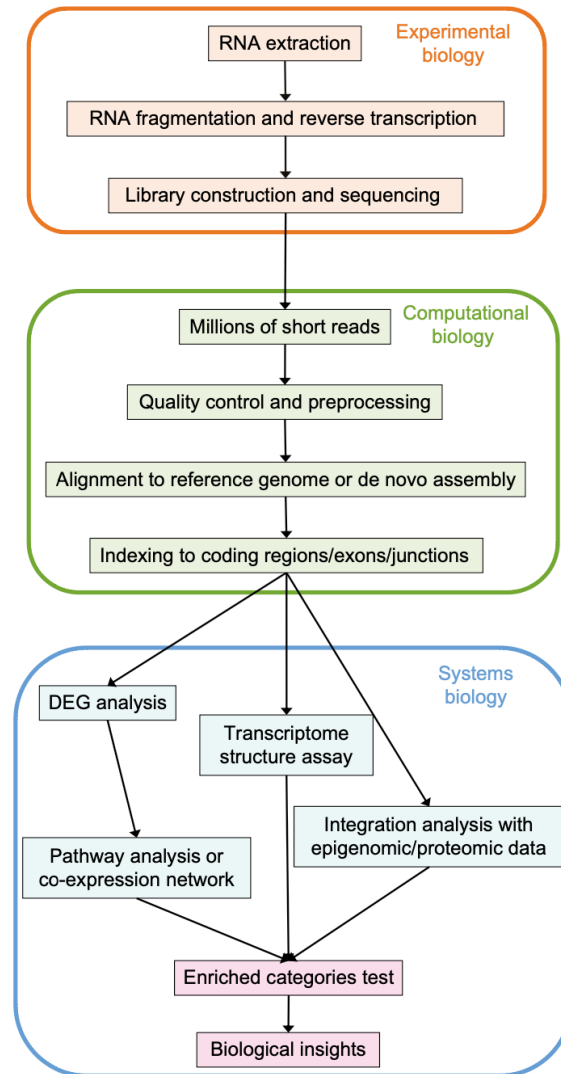 Experimental
biology
RNA extraction
RNA fragmentation and reverse transcription
Library construction and sequencing
Computational
biology
Millions of short reads
Quality control and preprocessing
Alignment to reference genome or de novo assembly
Indexing to coding regions/exons/junctions
Systems
biology
DEG analysis
Transcriptome
structure assay
Integration analysis with
epigenomic/proteomic data
Pathway analysis or
co-expression network
Enriched categories test
Biological insights